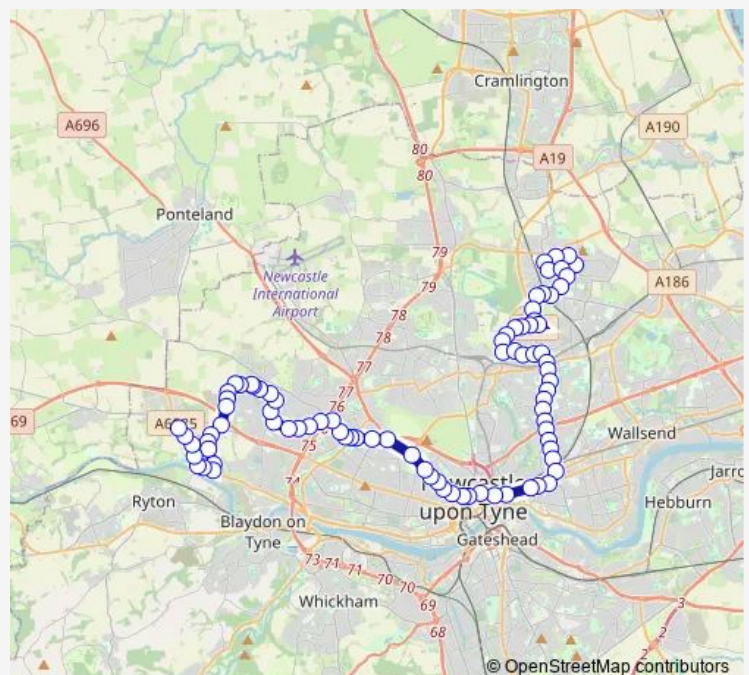 Cramlington
A696
A190
80
A19
80
Ponteland
79
Newcastle
International
Airport
79
A186
78
78
77
77
69
76
75
Wallsend
74
upon Tyne
Ryton
Hebburn
Blaydon on
Tyne
Gateshead
73 71
71
70
70
Whickham
69
3
68
2
2
© OpenStreetMap contributors